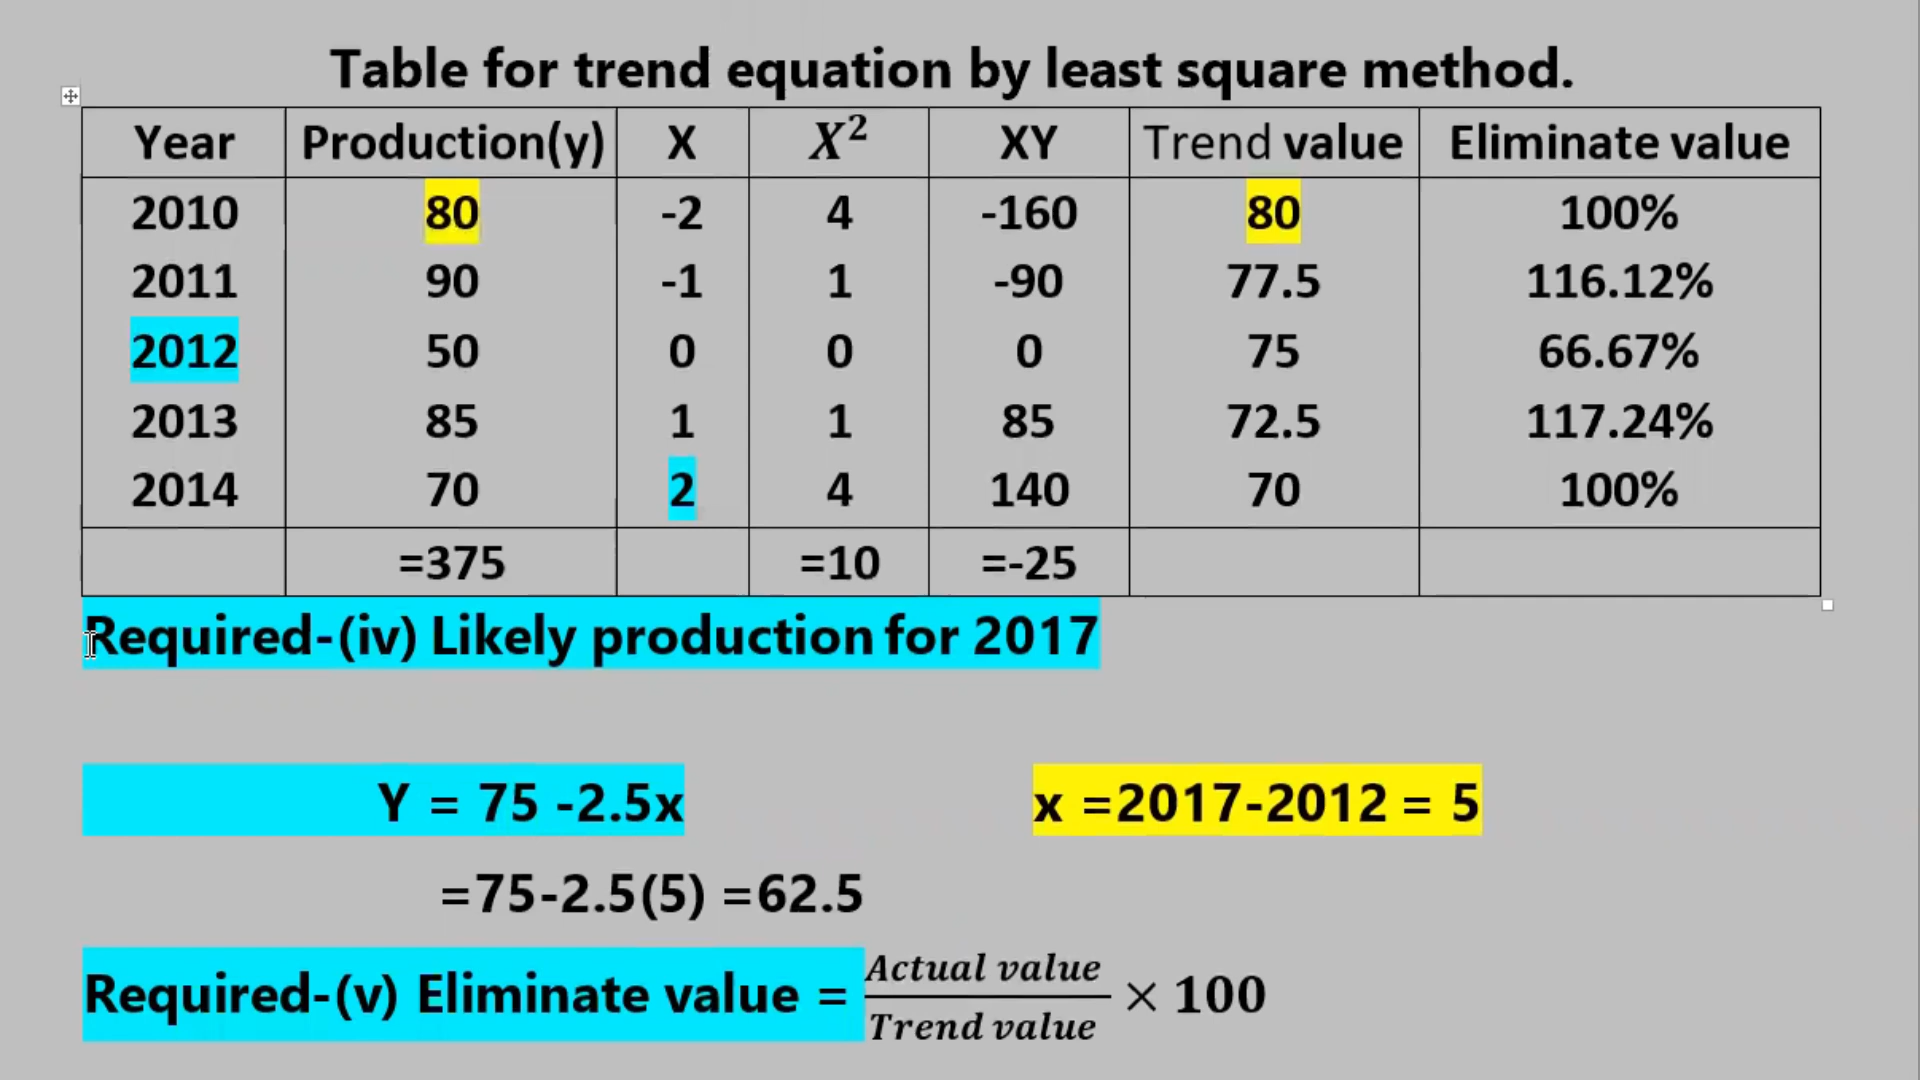 Table for trend equation by least square method.
Year Production(y) X X² XY Trend value Eliminate value
2010 80 -2 4 -160 80 100%
2011 90 -1 1 -90 77.5 116.12%
2012 50 0 0 0 75 66.67%
2013 85 1 1 85 72.5 117.24%
2014 70 2 4 140 70 100%
=375 =10 =-25
Required-(iv) Likely production for 2017
Y = 75 -2.5x x =2017-2012 = 5
=75-2.5(5) =62.5
Required-(v) Eliminate value = Actual value / Trend value × 100